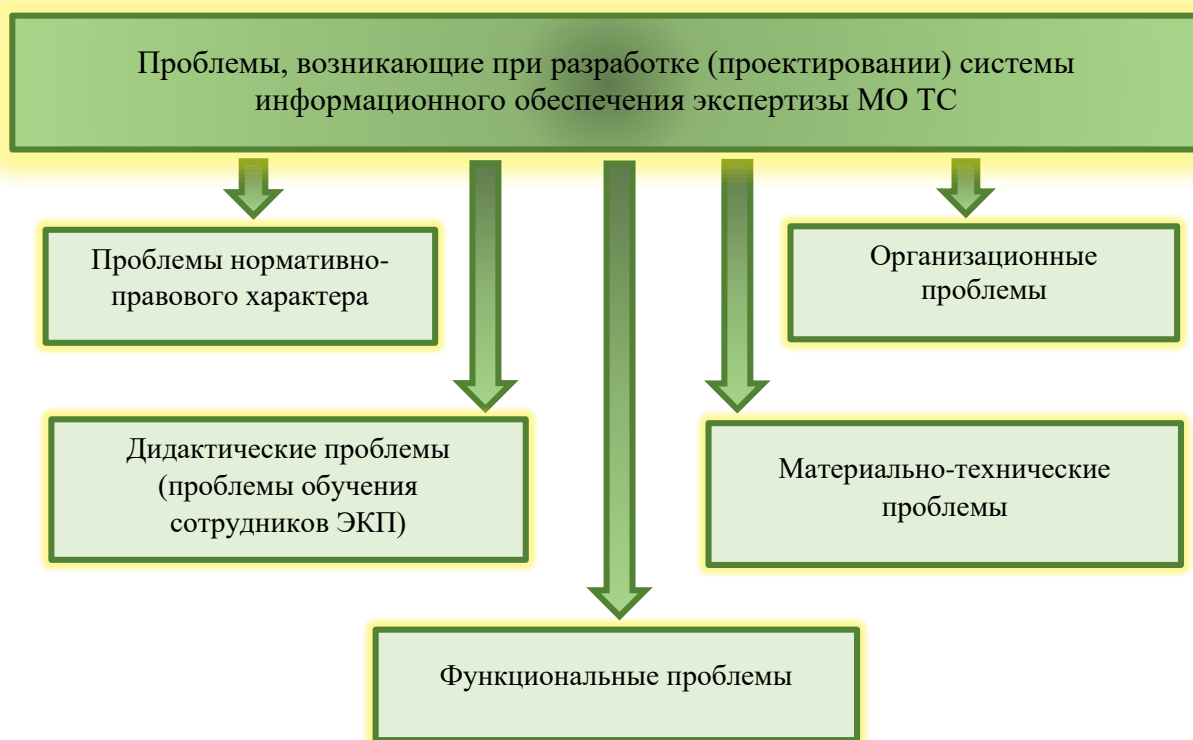 Проблемы, возникающие при разработке (проектировании) системы
информационного обеспечения экспертизы МО ТС
Проблемы нормативно-
правового характера
Организационные
проблемы
Дидактические проблемы
(проблемы обучения
сотрудников ЭКП)
Материально-технические
проблемы
Функциональные проблемы